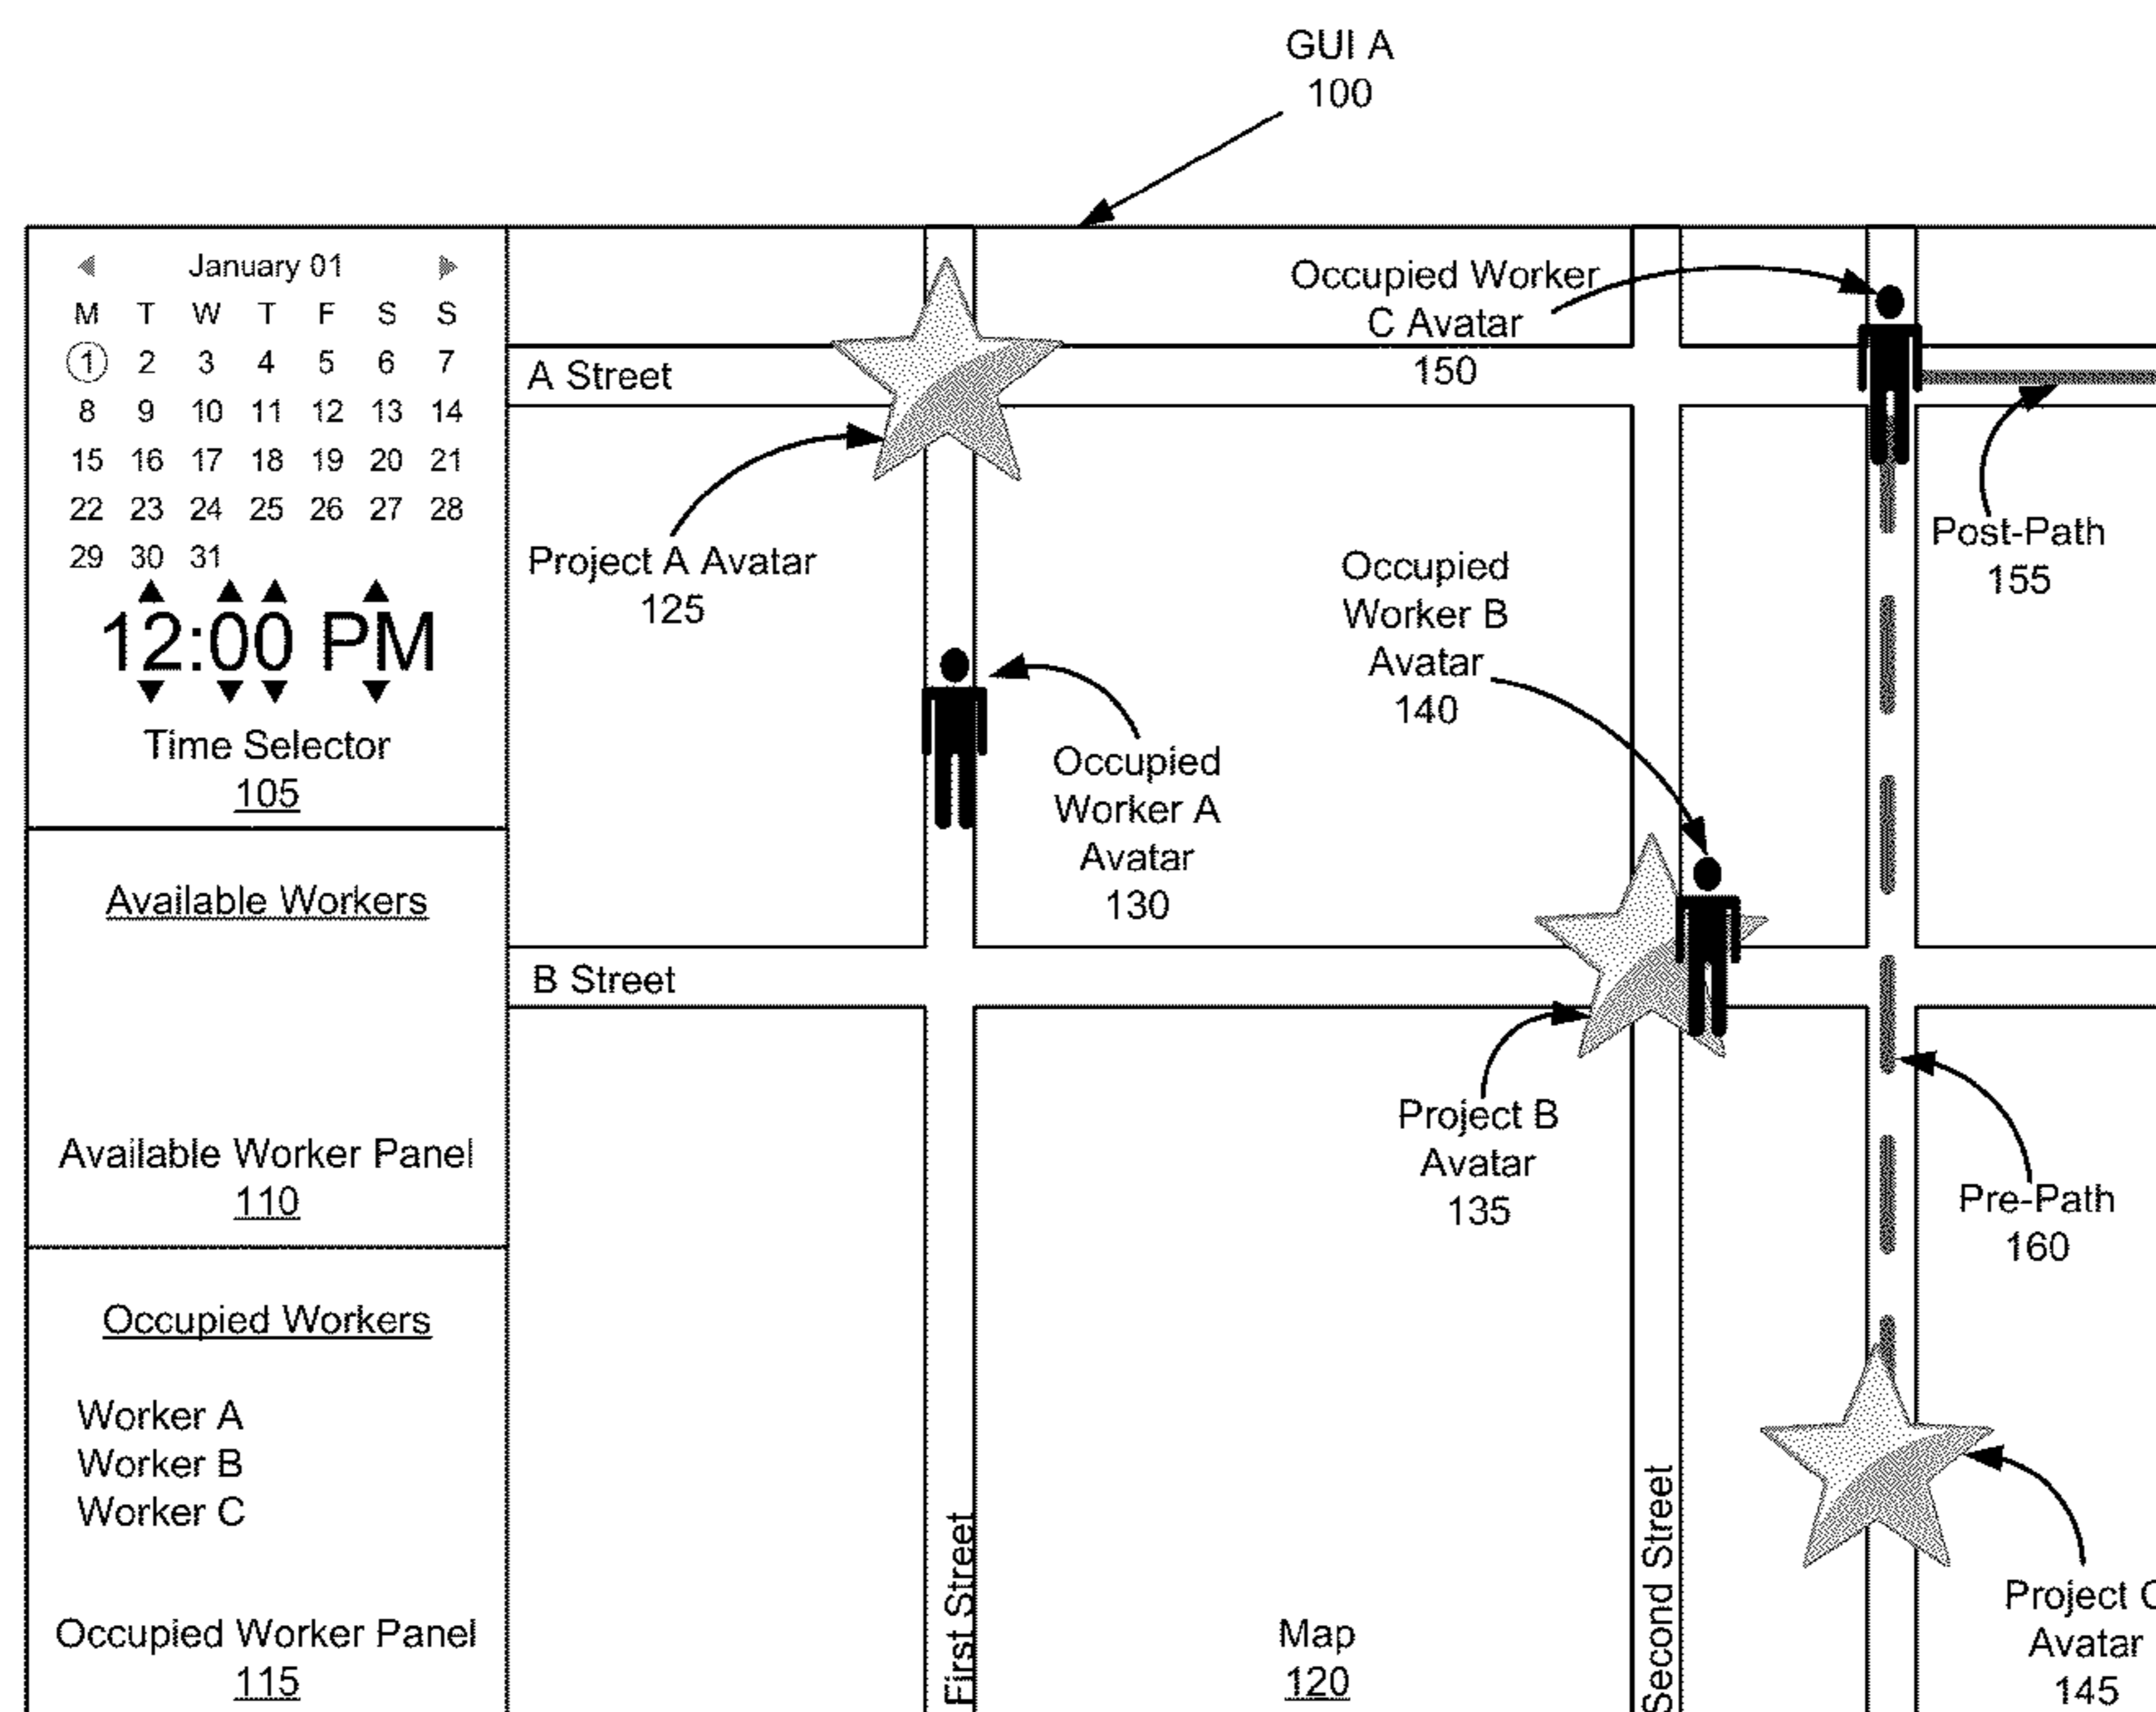 GUI A
100
January 01
M T W T F S S
1 2 3 4 5 6 7
8 9 10 11 12 13 14
15 16 17 18 19 20 21
22 23 24 25 26 27 28
29 30 31
12:00 PM
Time Selector
105
Available Workers
Available Worker Panel
110
Occupied Workers
Worker A
Worker B
Worker C
Occupied Worker Panel
115
A Street
Project A Avatar
125
Occupied Worker
C Avatar
150
Post-Path
155
Occupied
Worker B
Avatar
140
Occupied
Worker A
Avatar
130
B Street
Project B
Avatar
135
Pre-Path
160
First Street
Map
120
Second Street
Project C
Avatar
145